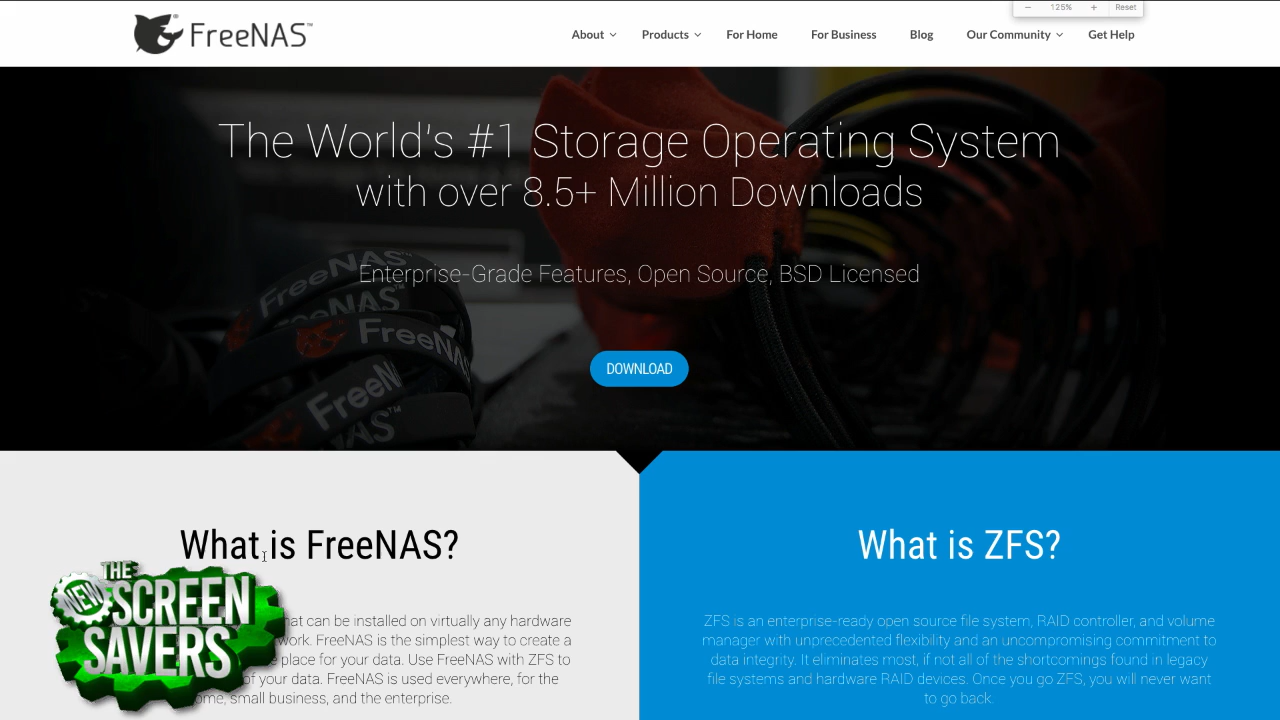 FreeNAS™
About
Products
For Home
For Business
Blog
Our Community
Get Help
− 125% + Reset
The World's #1 Storage Operating System
with over 8.5+ Million Downloads
Enterprise-Grade Features, Open Source, BSD Licensed
FreeNAS
FreeNAS
DOWNLOAD
What is FreeNAS?
hat can be installed on virtually any hardware
work. FreeNAS is the simplest way to create a
place for your data. Use FreeNAS with ZFS to
of your data. FreeNAS is used everywhere, for the
ome, small business, and the enterprise.
What is ZFS?
ZFS is an enterprise-ready open source file system, RAID controller, and volume
manager with unprecedented flexibility and an uncompromising commitment to
data integrity. It eliminates most, if not all of the shortcomings found in legacy
file systems and hardware RAID devices. Once you go ZFS, you will never want
to go back.
THE
NEW SCREEN
SAVERS